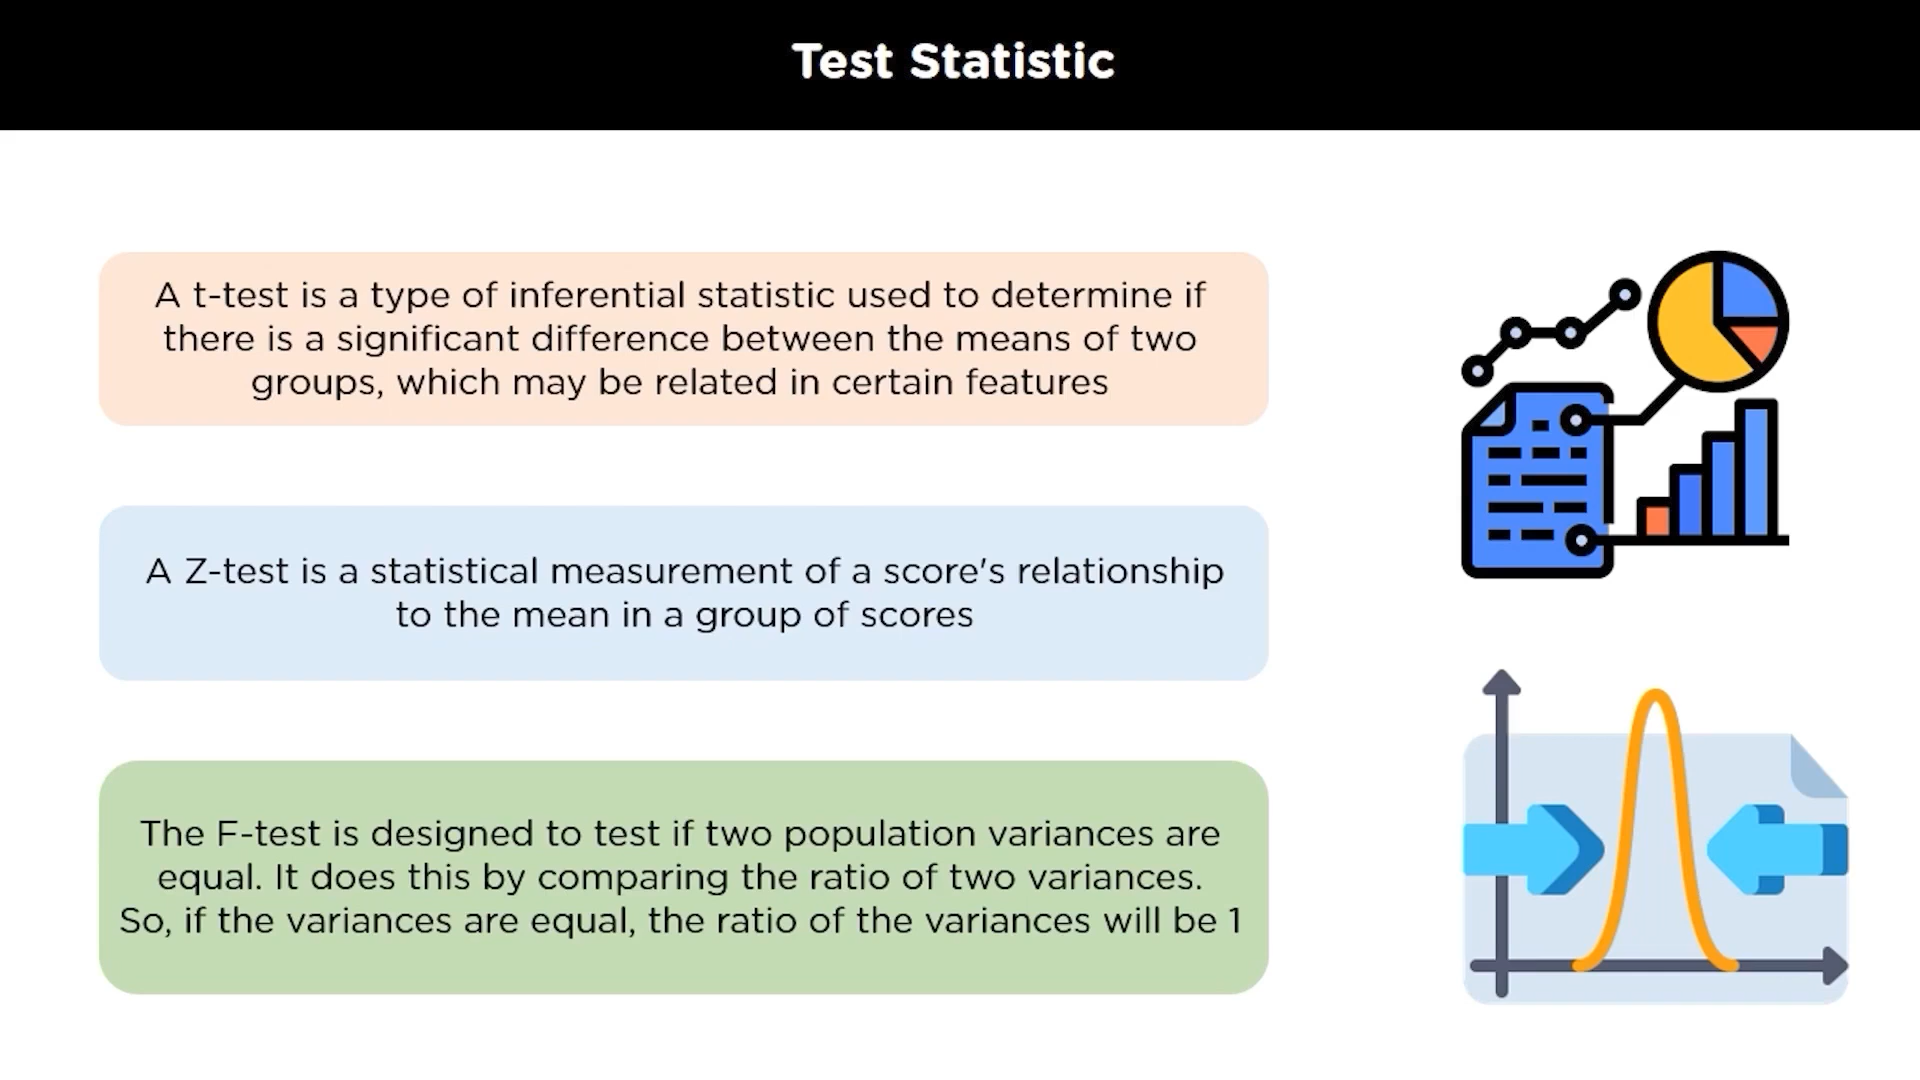 Test Statistic
A t-test is a type of inferential statistic used to determine if
there is a significant difference between the means of two
groups, which may be related in certain features
A Z-test is a statistical measurement of a score's relationship
to the mean in a group of scores
The F-test is designed to test if two population variances are
equal. It does this by comparing the ratio of two variances.
So, if the variances are equal, the ratio of the variances will be 1